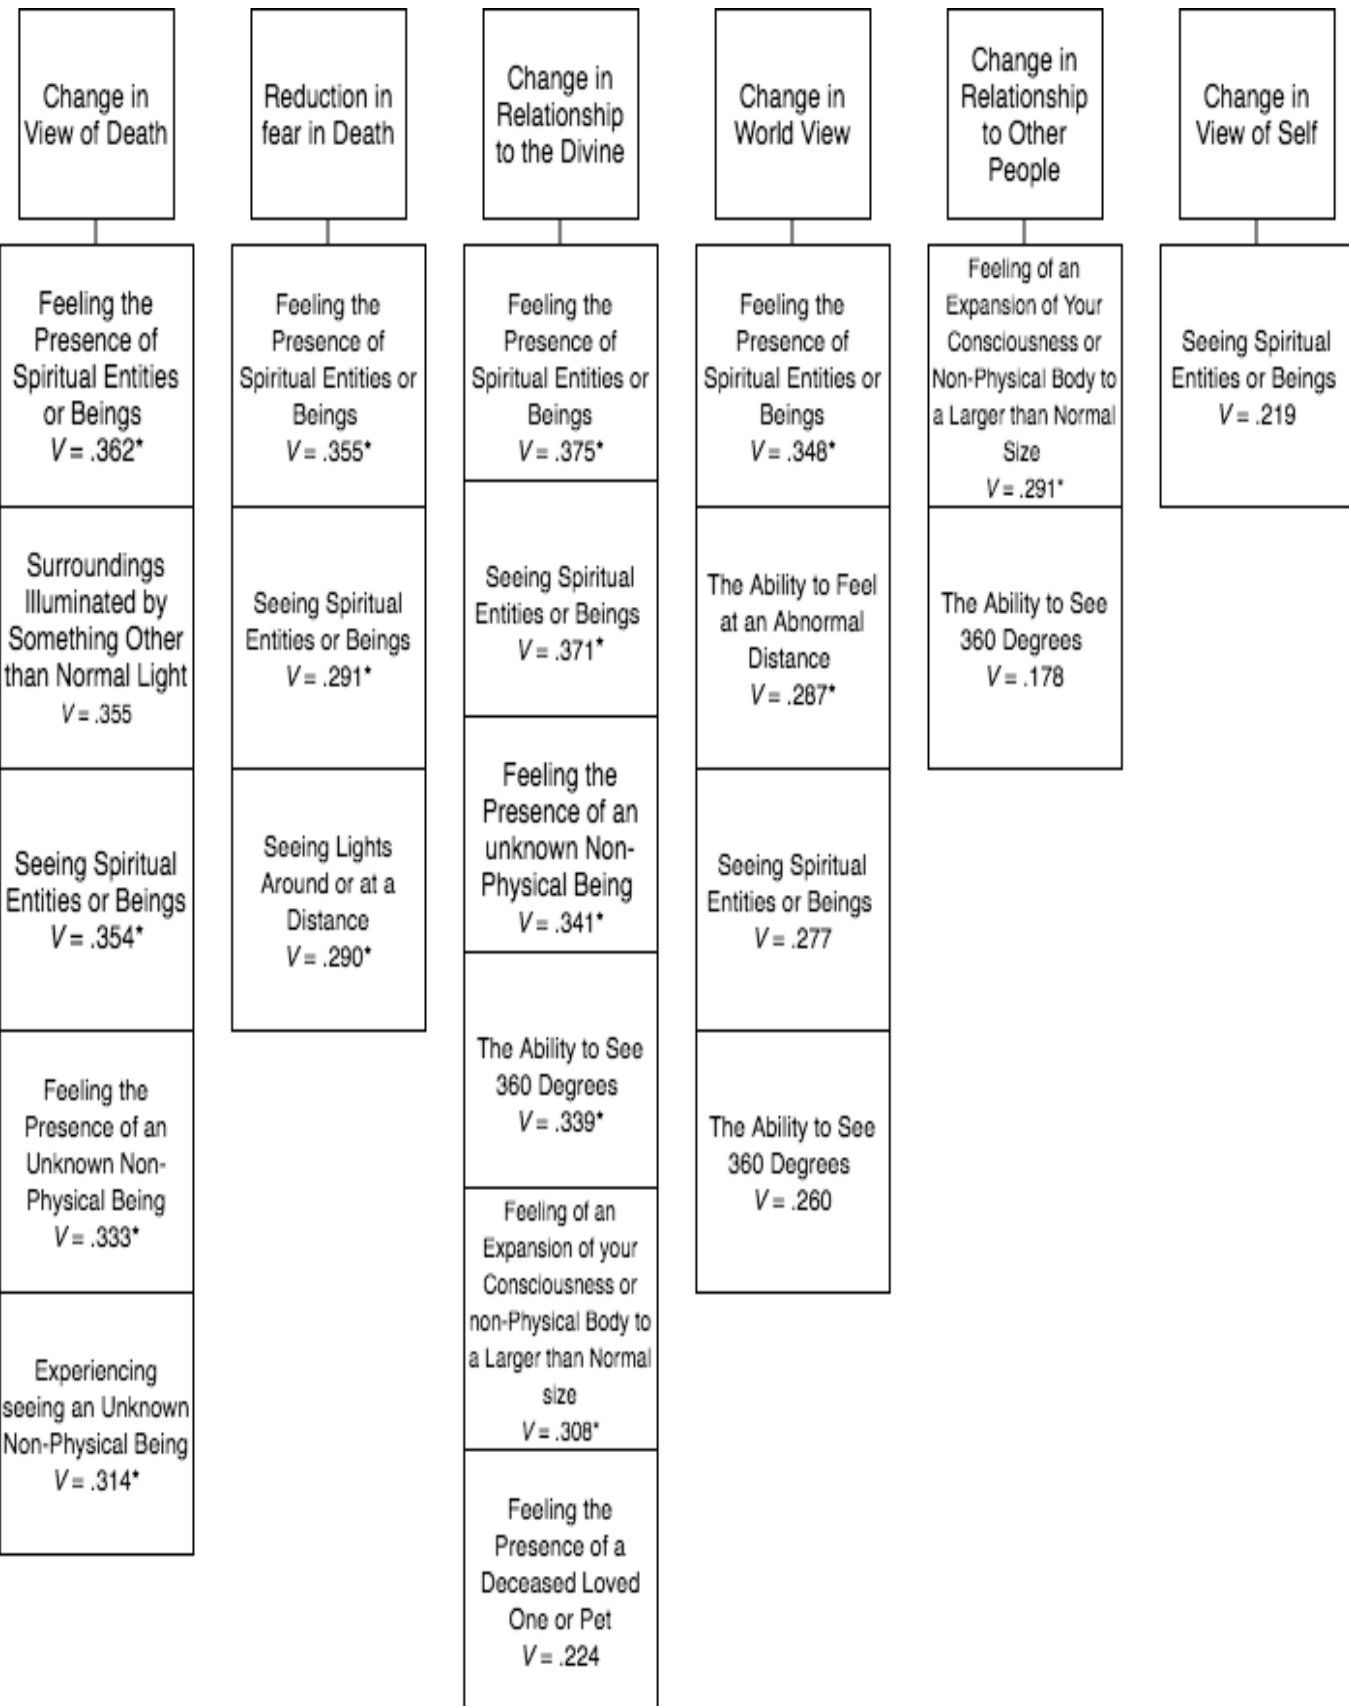 Change in
View of Death
Feeling the
Presence of
Spiritual Entities
or Beings
V = .362*
Surroundings
Illuminated by
Something Other
than Normal Light
V = .355
Seeing Spiritual
Entities or Beings
V = .354*
Feeling the
Presence of an
Unknown Non-
Physical Being
V = .333*
Experiencing
seeing an Unknown
Non-Physical Being
V = .314*
Reduction in
fear in Death
Feeling the
Presence of
Spiritual Entities or
Beings
V = .355*
Seeing Spiritual
Entities or Beings
V = .291*
Seeing Lights
Around or at a
Distance
V = .290*
Change in
Relationship
to the Divine
Feeling the
Presence of
Spiritual Entities or
Beings
V = .375*
Seeing Spiritual
Entities or Beings
V = .371*
Feeling the
Presence of an
unknown Non-
Physical Being
V = .341*
The Ability to See
360 Degrees
V = .339*
Feeling of an
Expansion of your
Consciousness or
non-Physical Body to
a Larger than Normal
size
V = .308*
Feeling the
Presence of a
Deceased Loved
One or Pet
V = .224
Change in
World View
Feeling the
Presence of
Spiritual Entities or
Beings
V = .348*
The Ability to Feel
at an Abnormal
Distance
V = .287*
Seeing Spiritual
Entities or Beings
V = .277
The Ability to See
360 Degrees
V = .260
Change in
Relationship
to Other
People
Feeling of an
Expansion of Your
Consciousness or
Non-Physical Body to
a Larger than Normal
Size
V = .291*
The Ability to See
360 Degrees
V = .178
Change in
View of Self
Seeing Spiritual
Entities or Beings
V = .219